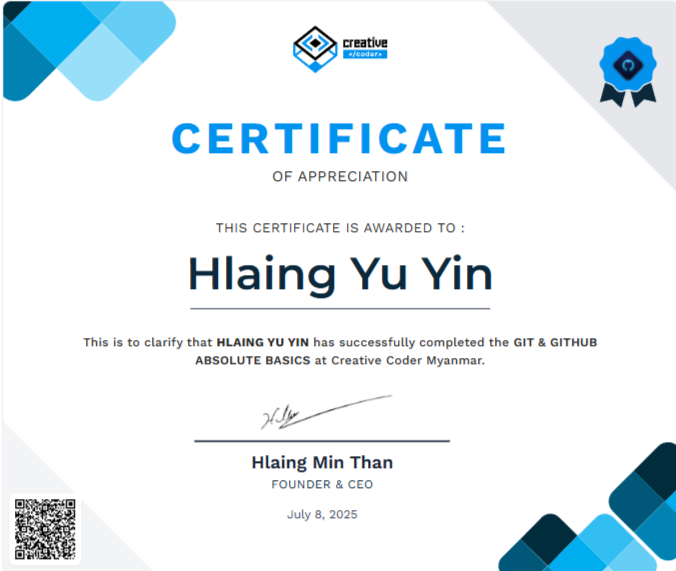 creative
</coder>
CERTIFICATE
OF APPRECIATION
THIS CERTIFICATE IS AWARDED TO :
Hlaing Yu Yin
This is to clarify that HLAING YU YIN has successfully completed the GIT & GITHUB
ABSOLUTE BASICS at Creative Coder Myanmar.
Hlaing Min Than
FOUNDER & CEO
July 8, 2025